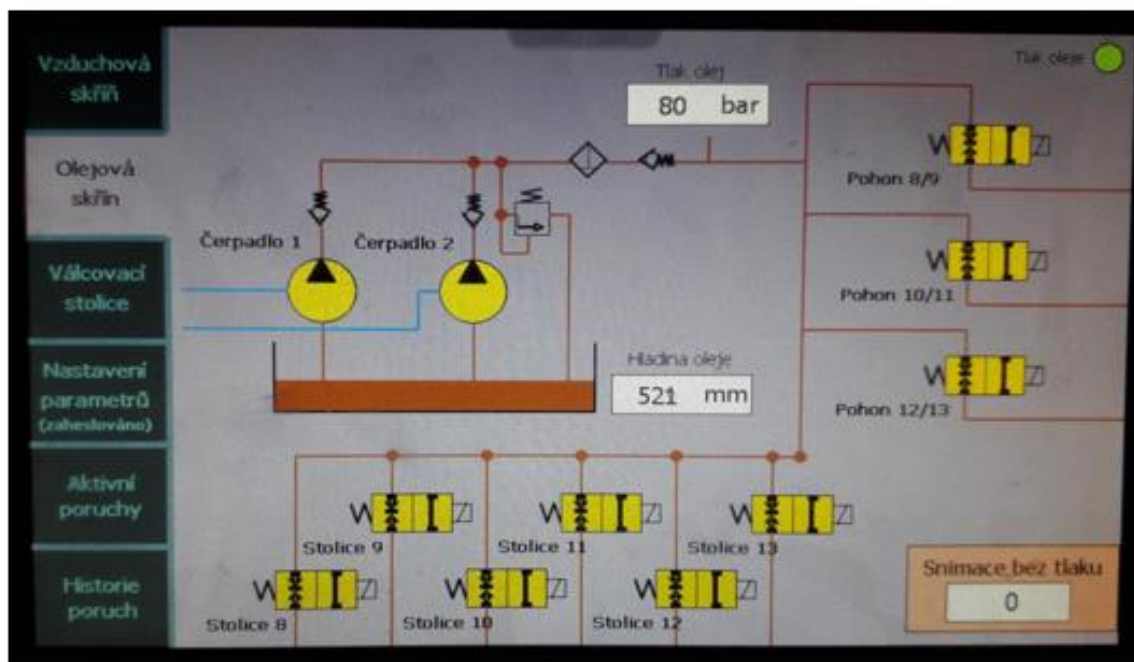 Vzduchová
skříň
Olejová
skříň
Válcovací
stolice
Nastavení
parametrů
(zaheslováno)
Aktivní
poruchy
Historie
poruch
Tlak. olej
80 bar
Tlak oleje
Čerpadlo 1
Čerpadlo 2
Hladina oleje
521 mm
Pohon 8/9
Pohon 10/11
Pohon 12/13
Stolice 9
Stolice 11
Stolice 13
Stolice 8
Stolice 10
Stolice 12
Snímače bez tlaku
0